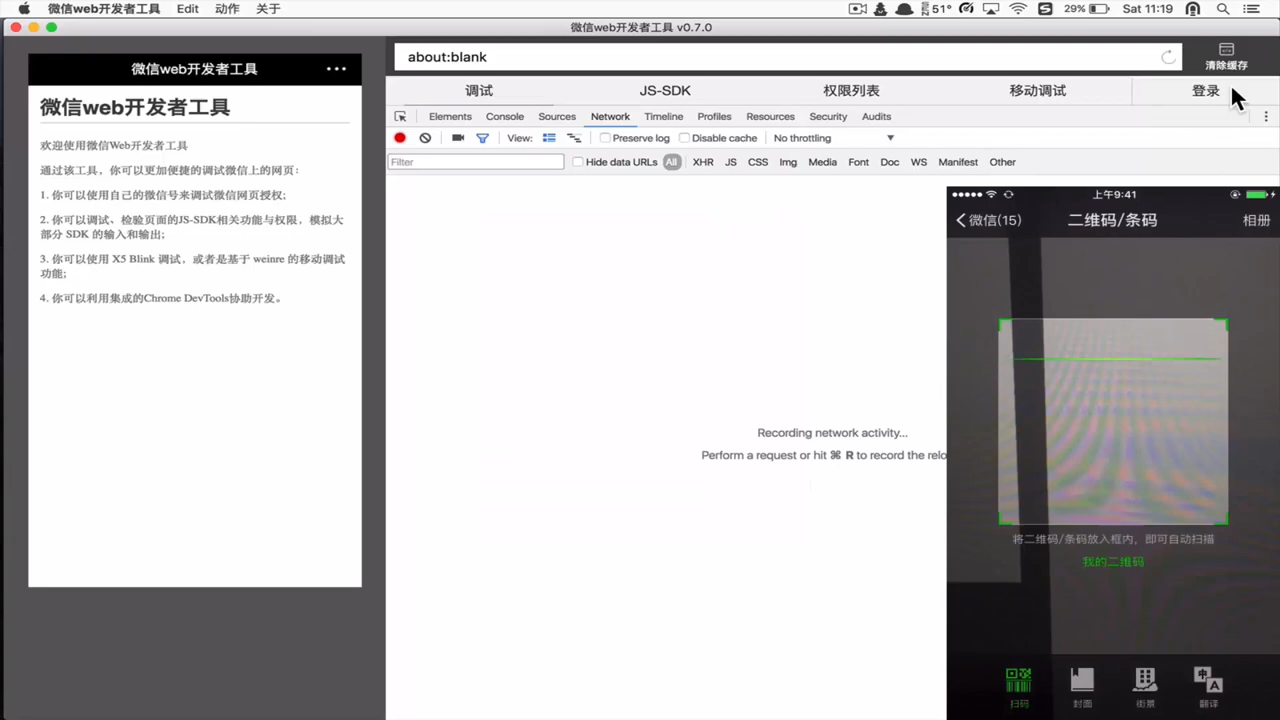 微信web开发者工具 Edit 动作 关于
51° 29% Sat 11:19
微信web开发者工具 v0.7.0
微信web开发者工具
about:blank
清除缓存
调试 JS-SDK 权限列表 移动调试 登录
Elements Console Sources Network Timeline Profiles Resources Security Audits
View: Preserve log Disable cache No throttling
Filter Hide data URLs All XHR JS CSS Img Media Font Doc WS Manifest Other
微信web开发者工具
欢迎使用微信Web开发者工具
通过该工具，你可以更加便捷的调试微信上的网页：
1. 你可以使用自己的微信号来调试微信网页授权;
2. 你可以调试、检验页面的JS-SDK相关功能与权限，模拟大
部分 SDK 的输入和输出;
3. 你可以使用 X5 Blink 调试，或者是基于 weinre 的移动调试
功能;
4. 你可以利用集成的Chrome DevTools协助开发。
Recording network activity...
Perform a request or hit ⌘ R to record the relo
上午9:41
微信(15) 二维码/条码 相册
将二维码/条码放入框内，即可自动扫描
我的二维码
扫码 封面 街景 翻译